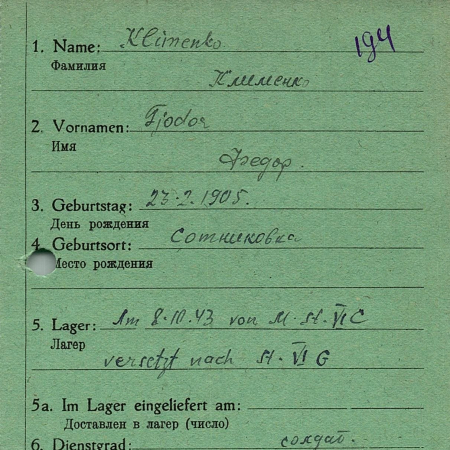 1. Name: Klimenko 194
Фамилия
Клименко
2. Vornamen: Fjodor
Имя
Федор.
3. Geburtstag: 23.2.1905.
День рождения
4. Geburtsort: Сотниковка
Место рождения
5. Lager: Am 8.10.43 von M. St. VI C
Лагер
versetzt nach St. VI G
5a. Im Lager eingeliefert am:
Доставлен в лагер (число)
6. Dienstgrad: солдат.